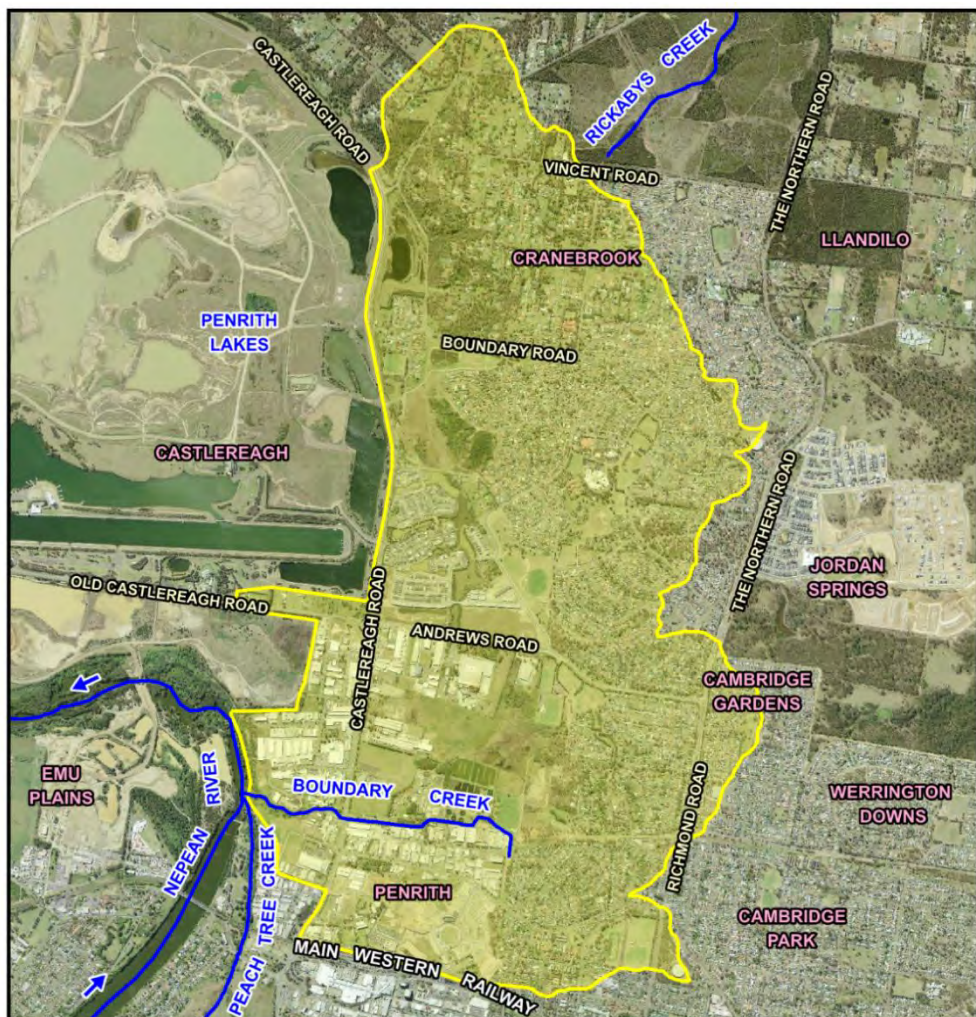 CASTLEREAGH ROAD
RICKABYS CREEK
THE NORTHERN ROAD
VINCENT ROAD
LLANDILO
CRANEBROOK
PENRITH
LAKES
BOUNDARY ROAD
CASTLEREAGH
THE NORTHERN ROAD
JORDAN
SPRINGS
OLD CASTLEREAGH ROAD
CASTLEREAGH ROAD
ANDREWS ROAD
CAMBRIDGE
GARDENS
EMU
PLAINS
NEPEAN RIVER
BOUNDARY CREEK
WERRINGTON
DOWNS
RICHMOND ROAD
PEACH TREE CREEK
PENRITH
CAMBRIDGE
PARK
MAIN WESTERN RAILWAY